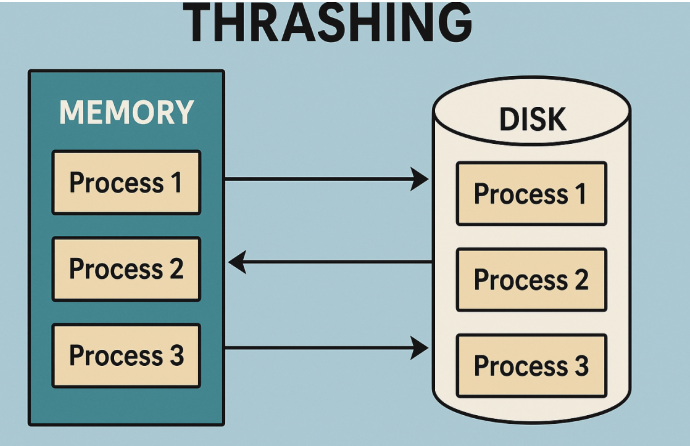 THRASHING
MEMORY
Process 1
Process 2
Process 3
DISK
Process 1
Process 2
Process 3